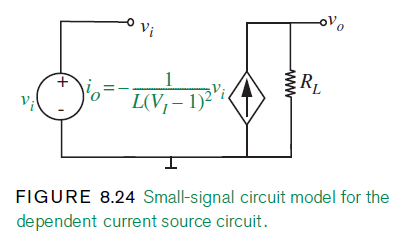 v_i
v_o
+
-
v_i
i_o = - 1/(L(V_I – 1)²) v_i
R_L
FIGURE 8.24 Small-signal circuit model for the
dependent current source circuit.